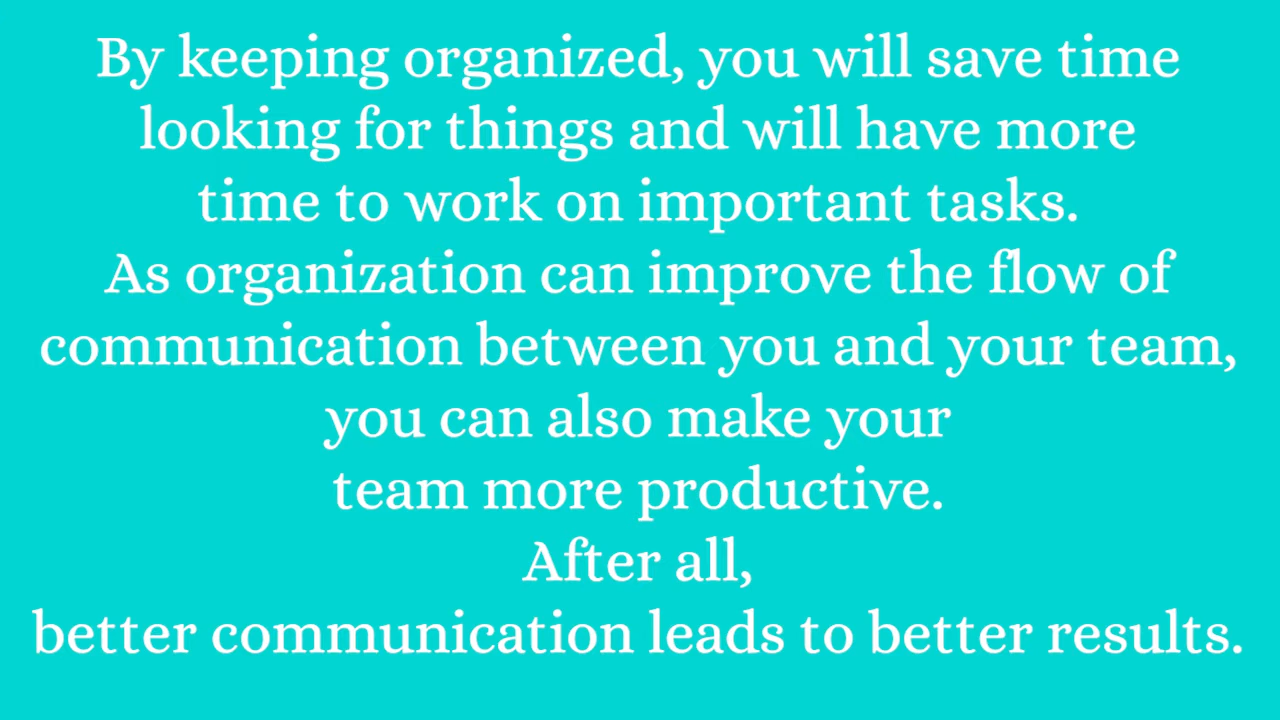 By keeping organized, you will save time
looking for things and will have more
time to work on important tasks.
As organization can improve the flow of
communication between you and your team,
you can also make your
team more productive.
After all,
better communication leads to better results.